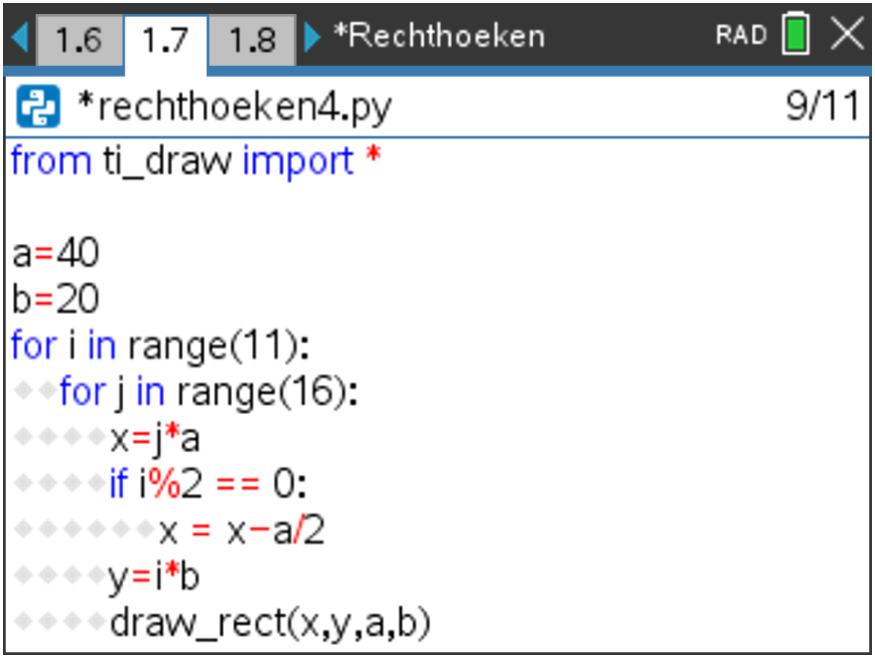 1.6 1.7 1.8 *Rechthoeken RAD
*rechthoeken4.py 9/11
from ti_draw import *
a=40
b=20
for i in range(11):
for j in range(16):
x=j*a
if i%2 == 0:
x = x-a/2
y=i*b
draw_rect(x,y,a,b)